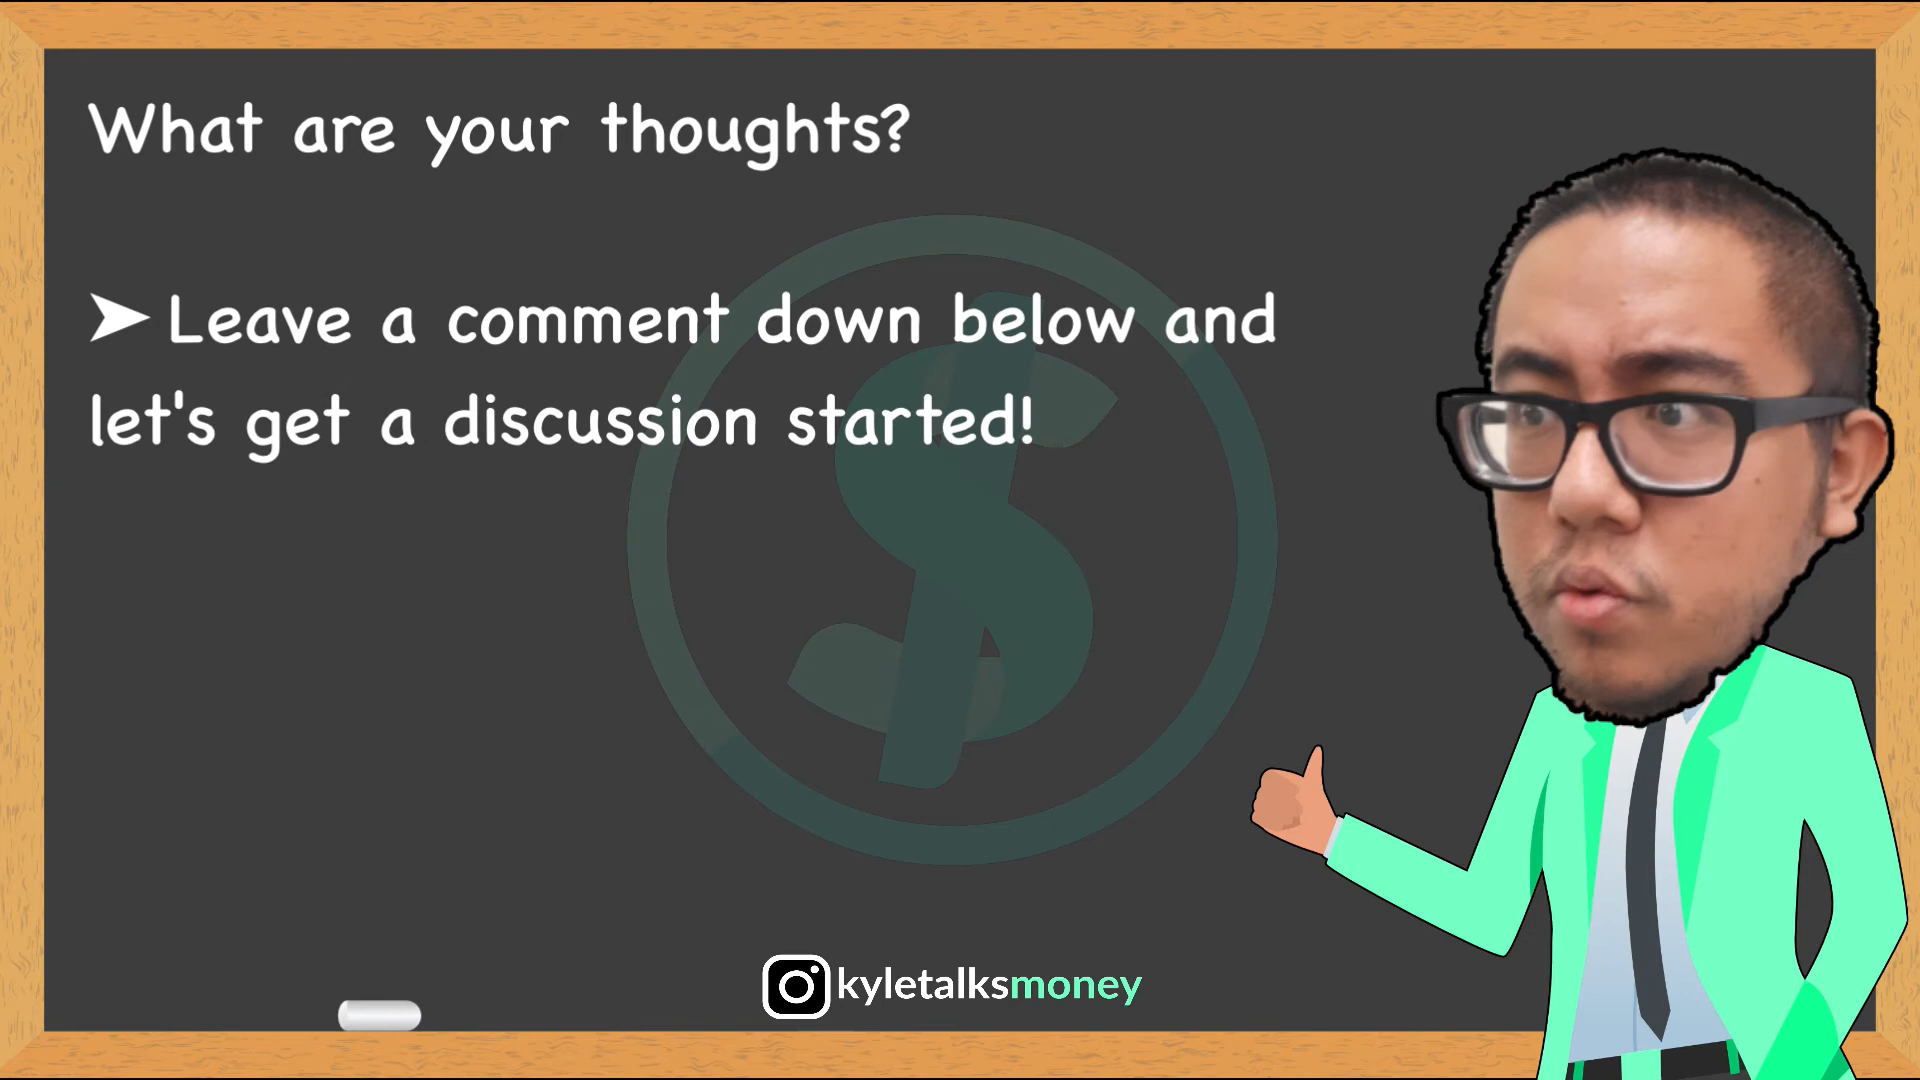 What are your thoughts?
➤ Leave a comment down below and
let's get a discussion started!
kyletalksmoney